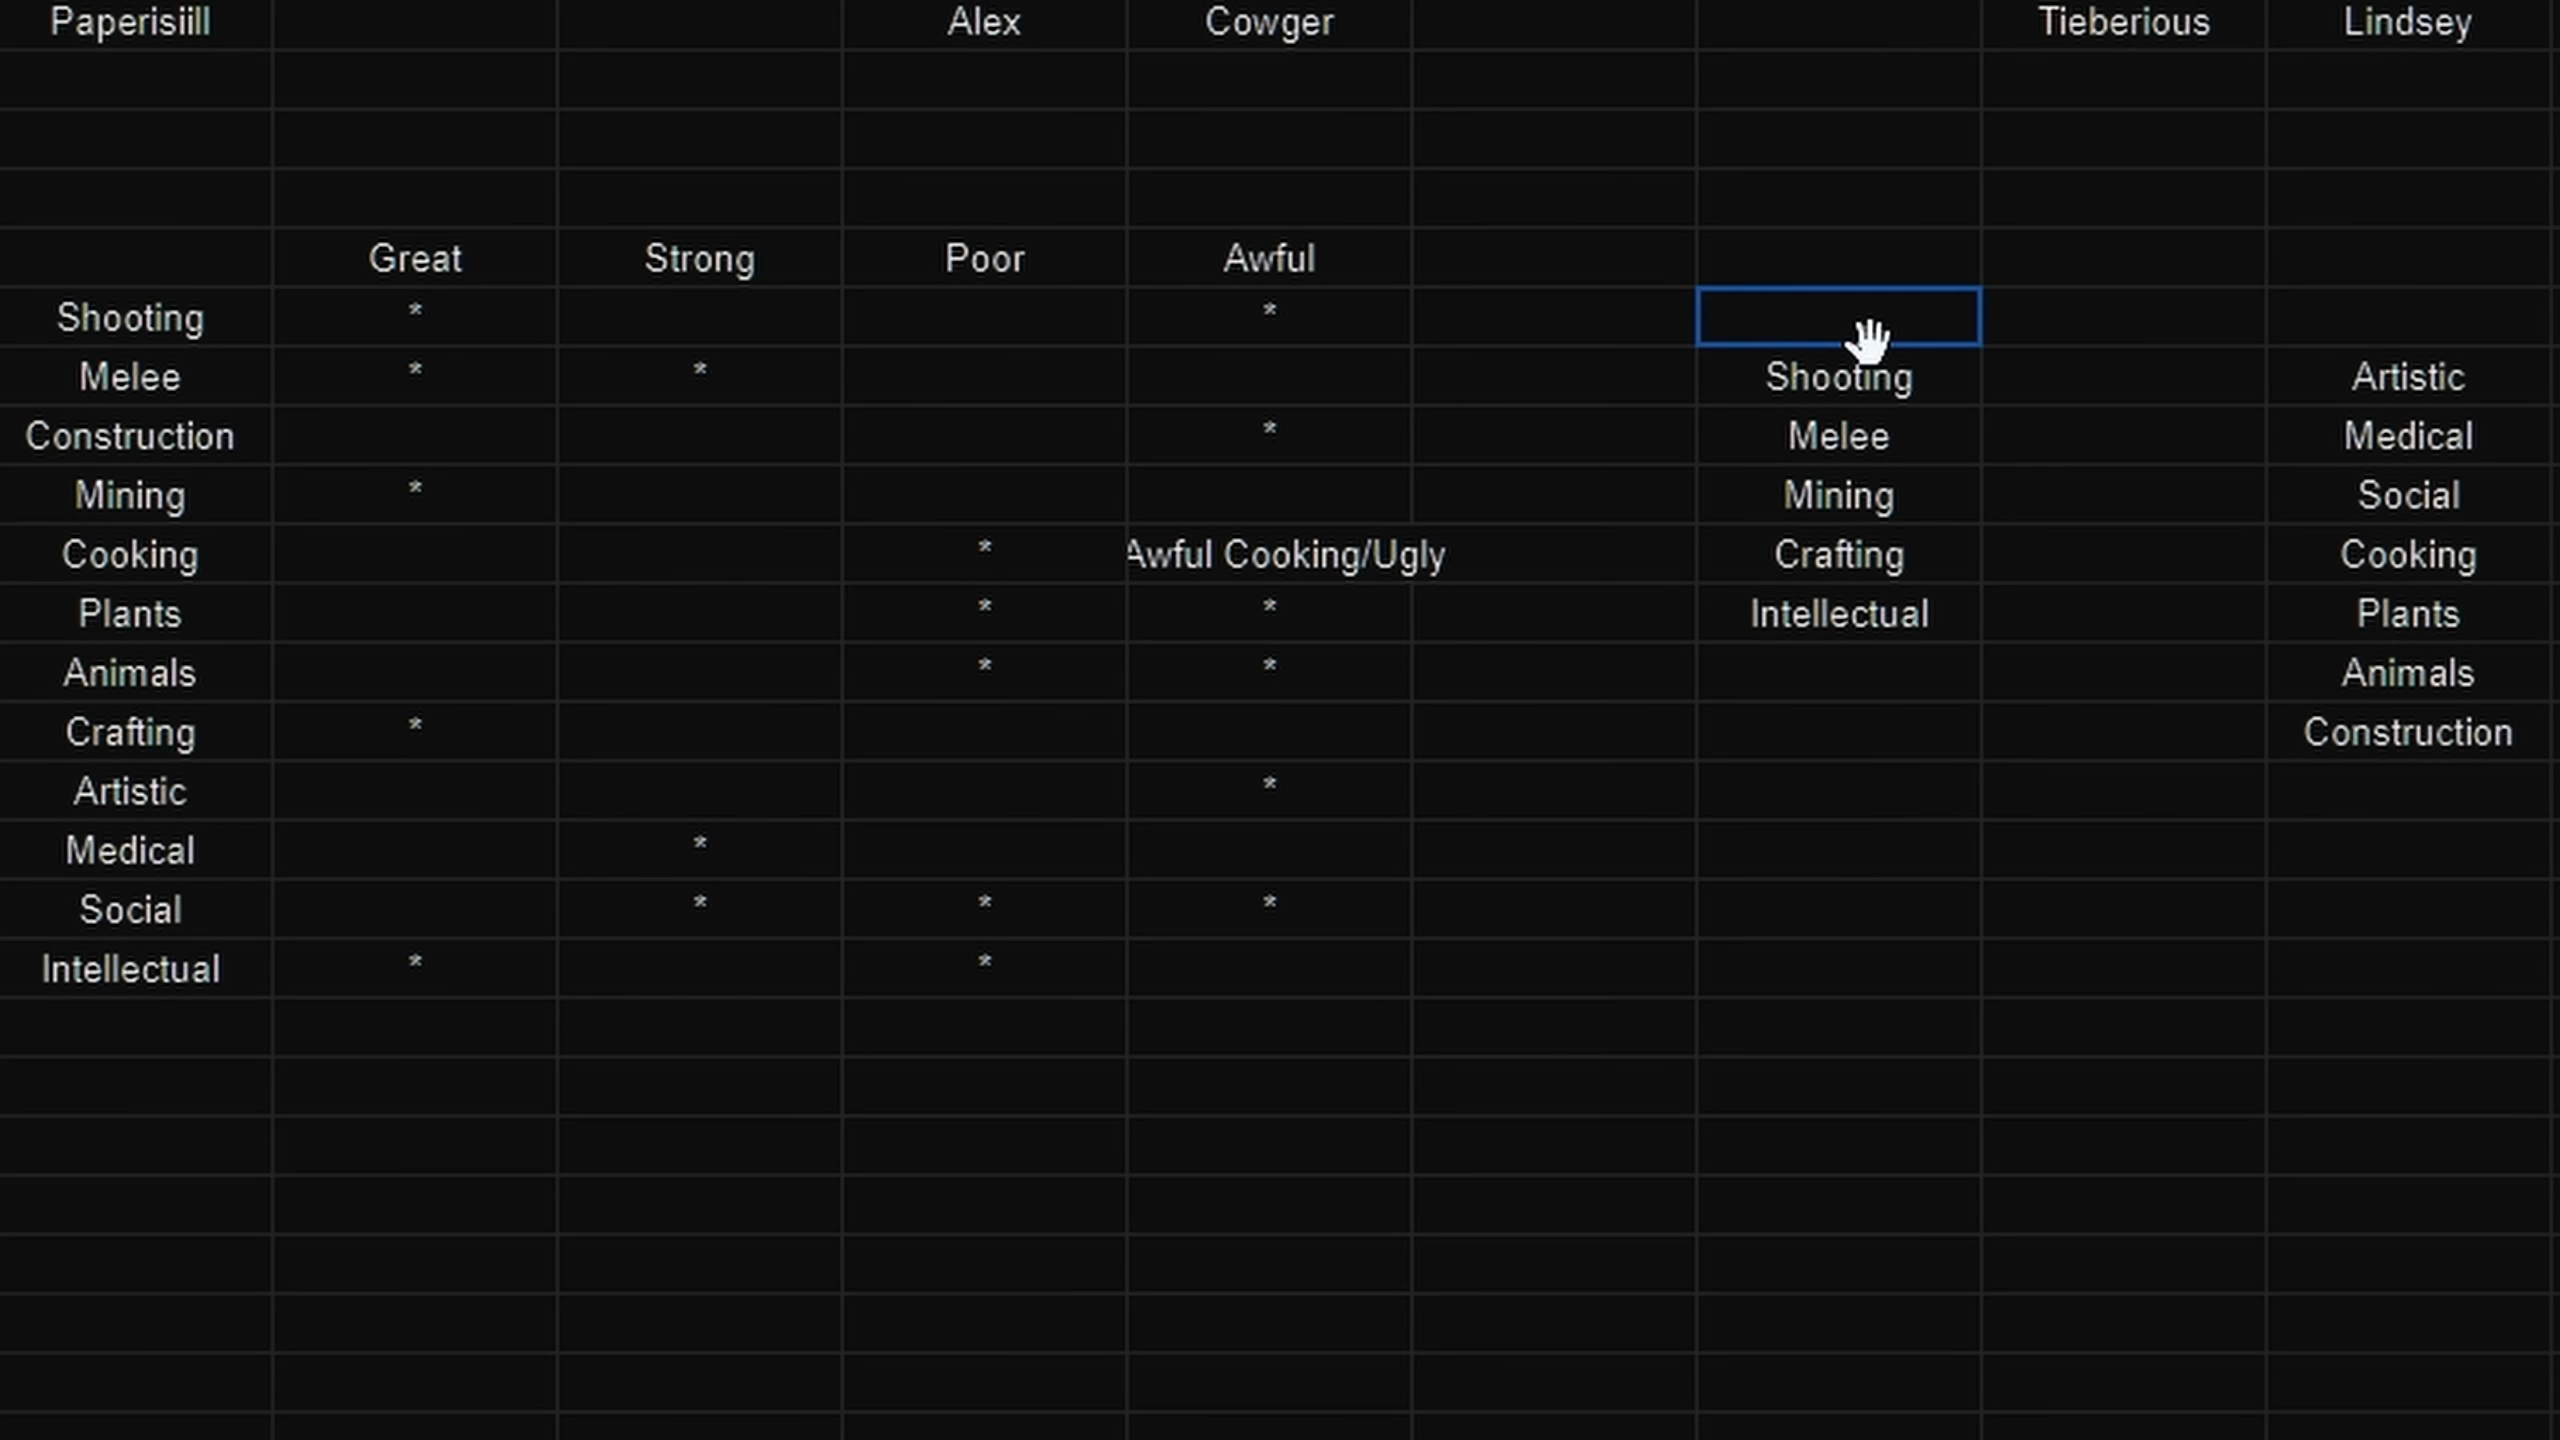 Paperisiill Alex Cowger Tieberious Lindsey
Great Strong Poor Awful
Shooting * *
Melee * * Shooting Artistic
Construction * Melee Medical
Mining * Mining Social
Cooking * Awful Cooking/Ugly Crafting Cooking
Plants * * Intellectual Plants
Animals * * Animals
Crafting * Construction
Artistic *
Medical *
Social * * *
Intellectual * *